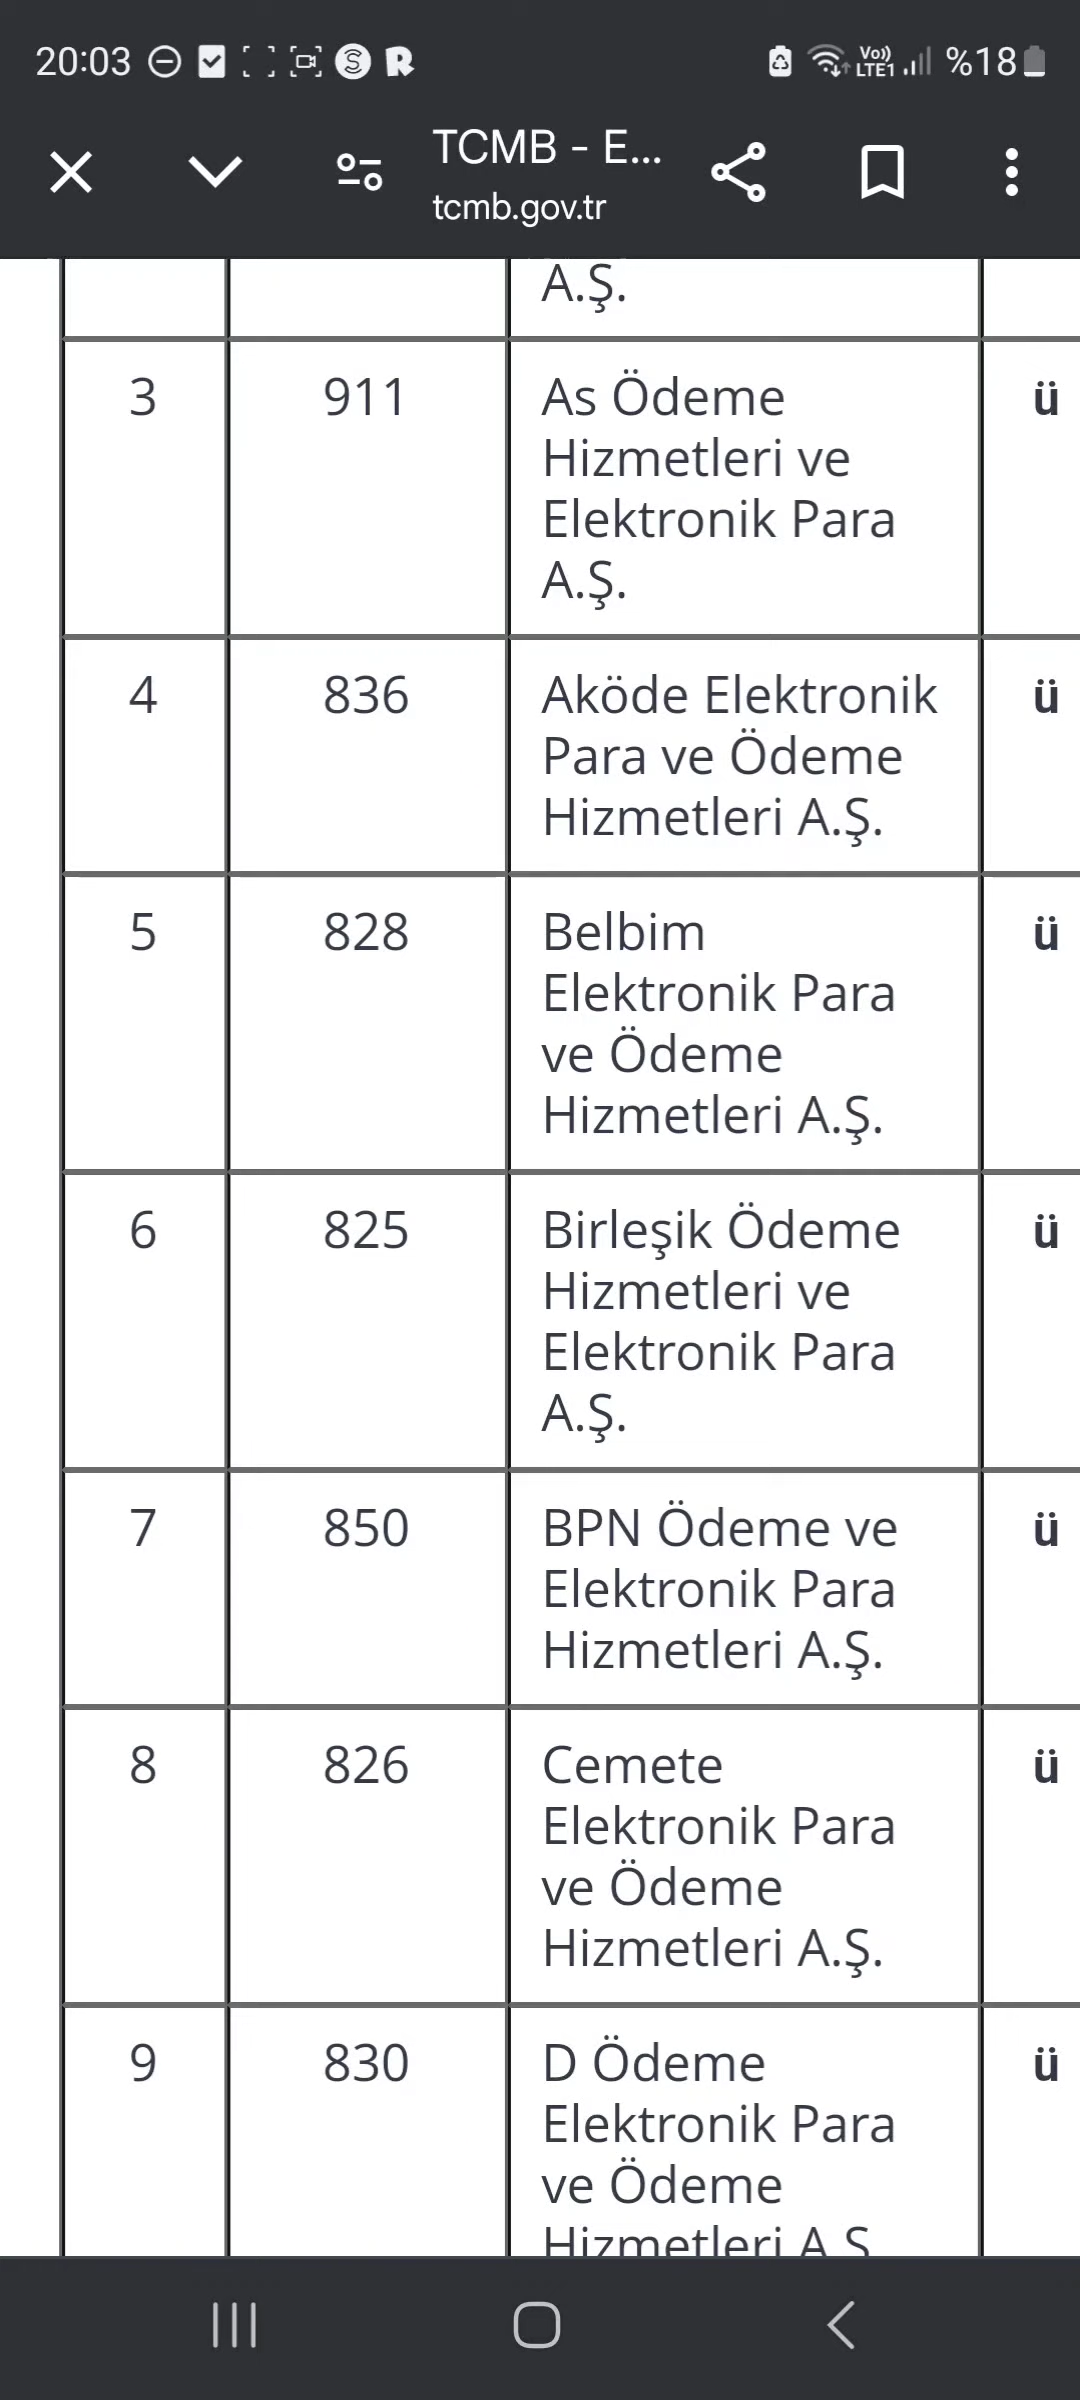 20:03 %18
Vo))
LTE1
TCMB - E...
tcmb.gov.tr
A.Ş.
3 911 As Ödeme ü
Hizmetleri ve
Elektronik Para
A.Ş.
4 836 Aköde Elektronik ü
Para ve Ödeme
Hizmetleri A.Ş.
5 828 Belbim ü
Elektronik Para
ve Ödeme
Hizmetleri A.Ş.
6 825 Birleşik Ödeme ü
Hizmetleri ve
Elektronik Para
A.Ş.
7 850 BPN Ödeme ve ü
Elektronik Para
Hizmetleri A.Ş.
8 826 Cemete ü
Elektronik Para
ve Ödeme
Hizmetleri A.Ş.
9 830 D Ödeme ü
Elektronik Para
ve Ödeme
Hizmetleri A.Ş.